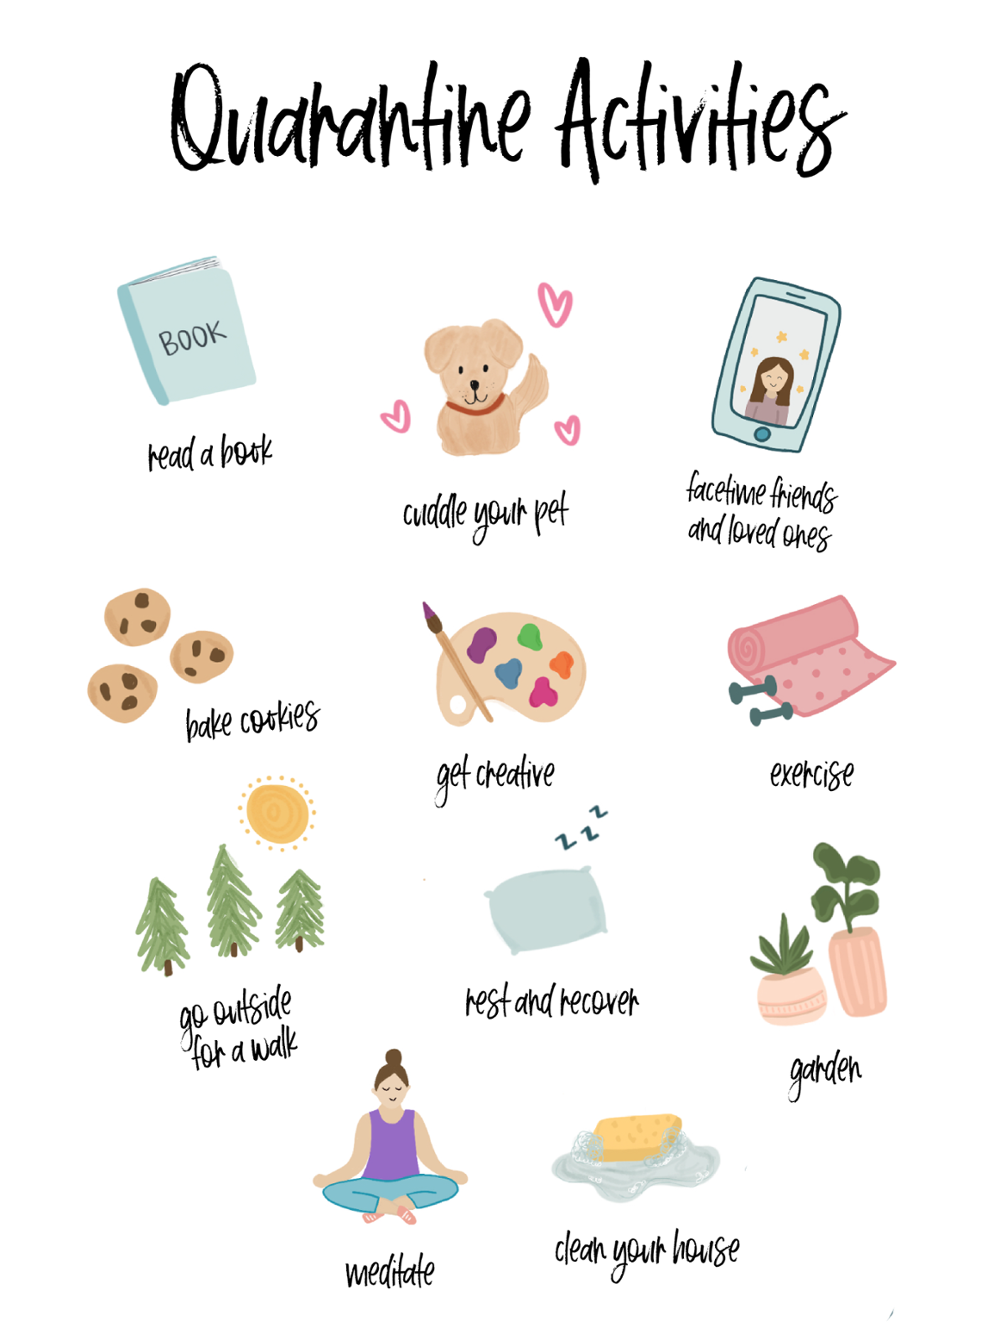 Quarantine Activities
BOOK
read a book
cuddle your pet
facetime friends
and loved ones
bake cookies
get creative
exercise
z z z
go outside
for a walk
rest and recover
garden
meditate
clean your house